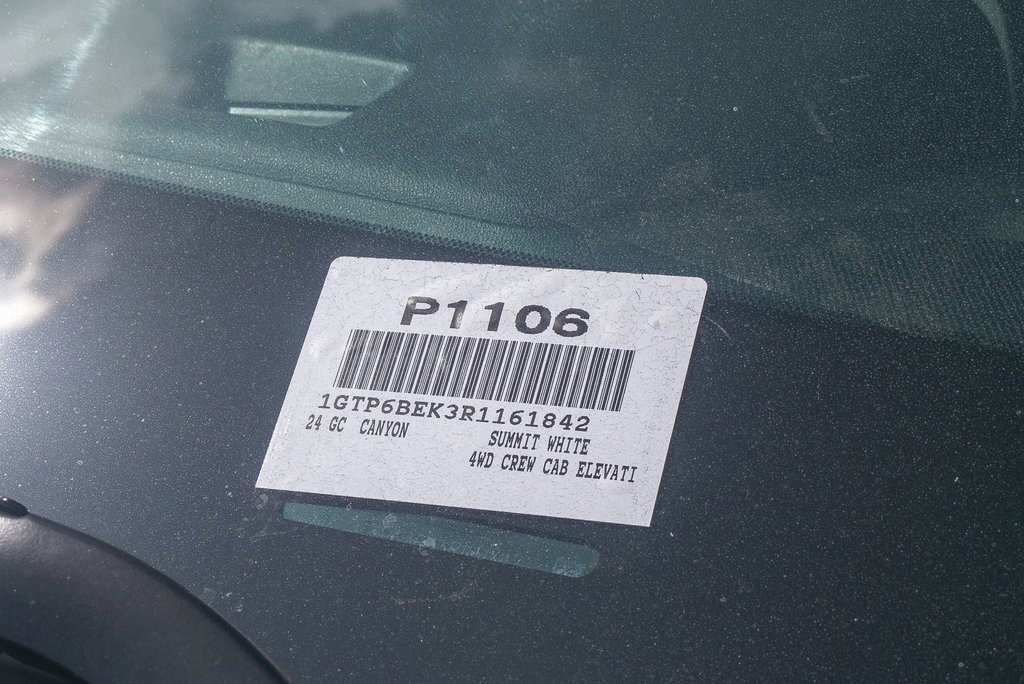 P1106
1GTP6BEK3R1161842
24 GC CANYON SUMMIT WHITE
4WD CREW CAB ELEVATI